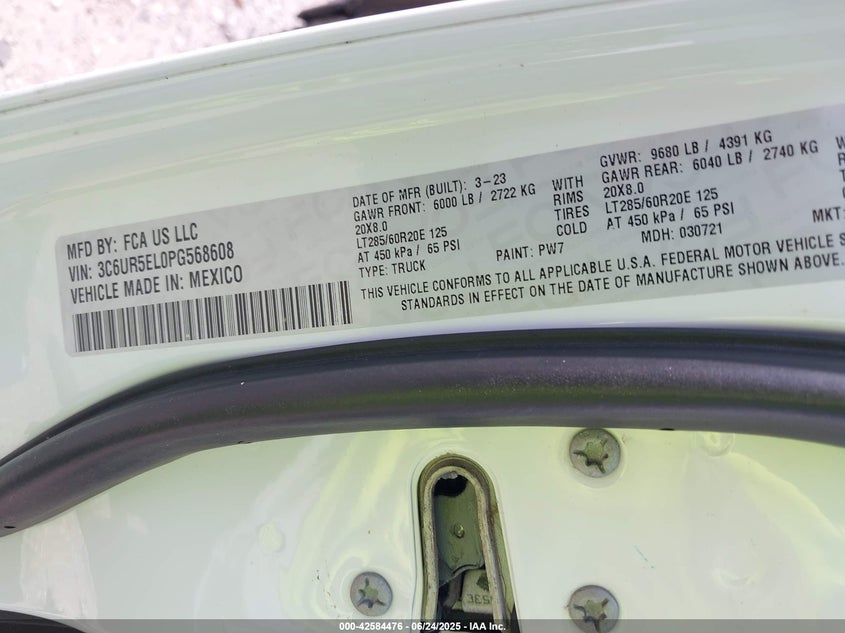 MFD BY: FCA US LLC
VIN: 3C6UR5EL0PG568608
VEHICLE MADE IN: MEXICO
DATE OF MFR (BUILT): 3-23
GAWR FRONT: 6000 LB / 2722 KG WITH
20X8.0 RIMS
LT285/60R20E 125 TIRES
AT 450 kPa / 65 PSI COLD
TYPE: TRUCK PAINT: PW7
GVWR: 9680 LB / 4391 KG
GAWR REAR: 6040 LB / 2740 KG
20X8.0
LT285/60R20E 125
AT 450 kPa / 65 PSI
MDH: 030721 MKT:
THIS VEHICLE CONFORMS TO ALL APPLICABLE U.S.A. FEDERAL MOTOR VEHICLE S
STANDARDS IN EFFECT ON THE DATE OF MANUFACTURE SHOWN ABOVE.
000-42584476 - 06/24/2025 - IAA Inc.